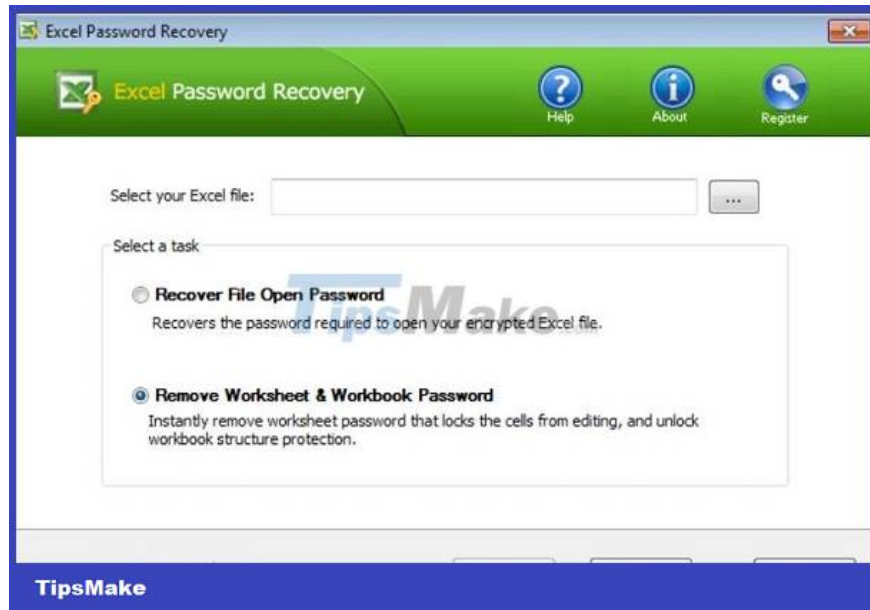 Excel Password Recovery
Excel Password Recovery
Help
About
Register
Select your Excel file:
...
Select a task
Recover File Open Password
Recovers the password required to open your encrypted Excel file.
TipsMake
.com
Remove Worksheet & Workbook Password
Instantly remove worksheet password that locks the cells from editing, and unlock
workbook structure protection.
TipsMake